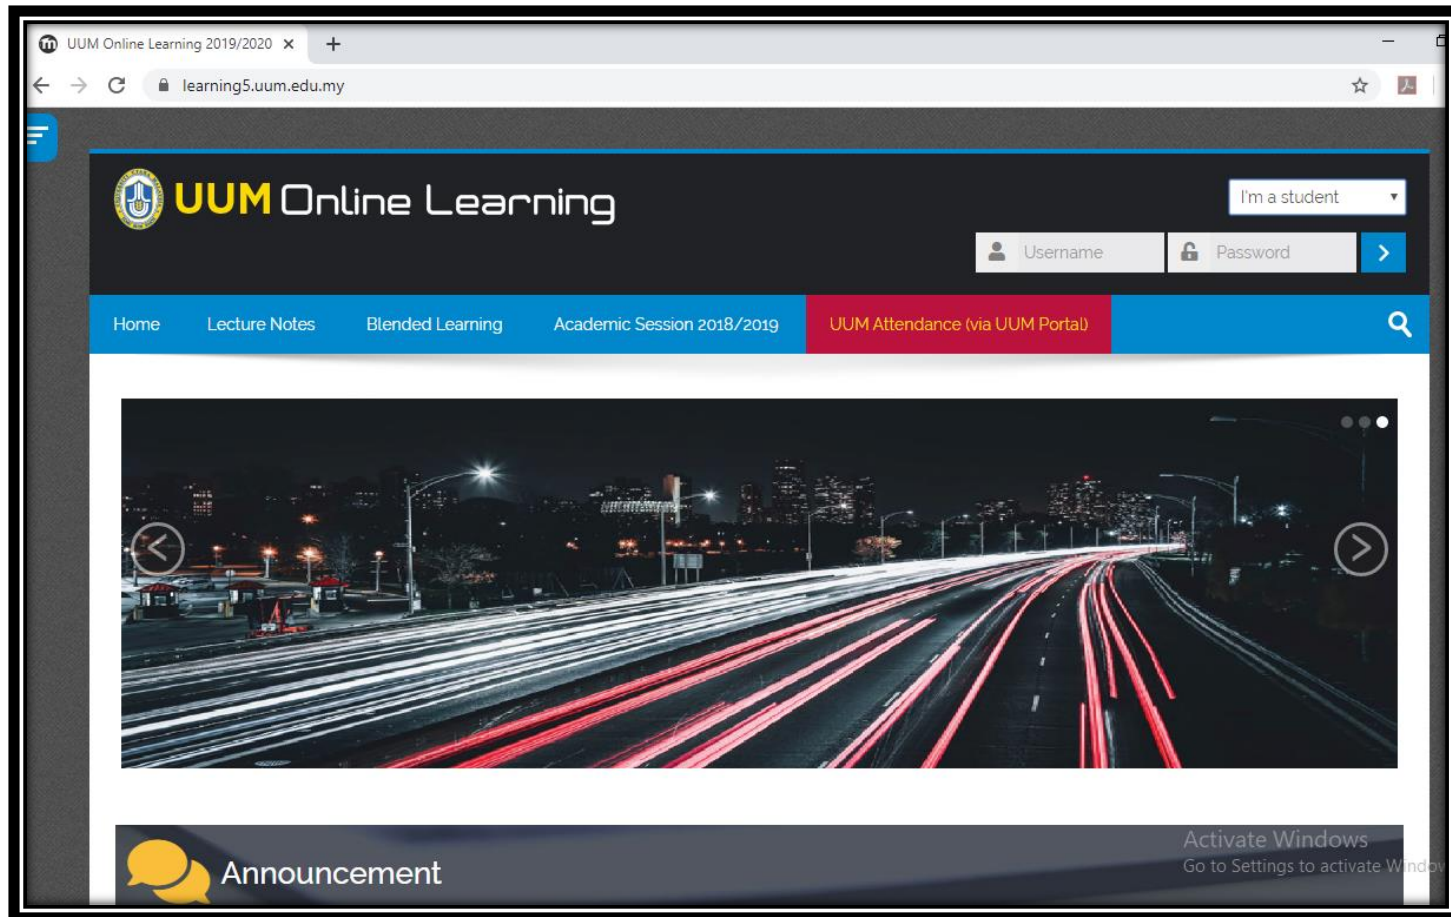 UUM Online Learning 2019/2020
learning5.uum.edu.my
UUM Online Learning
I'm a student
Username
Password
Home
Lecture Notes
Blended Learning
Academic Session 2018/2019
UUM Attendance (via UUM Portal)
Announcement
Activate Windows
Go to Settings to activate Window